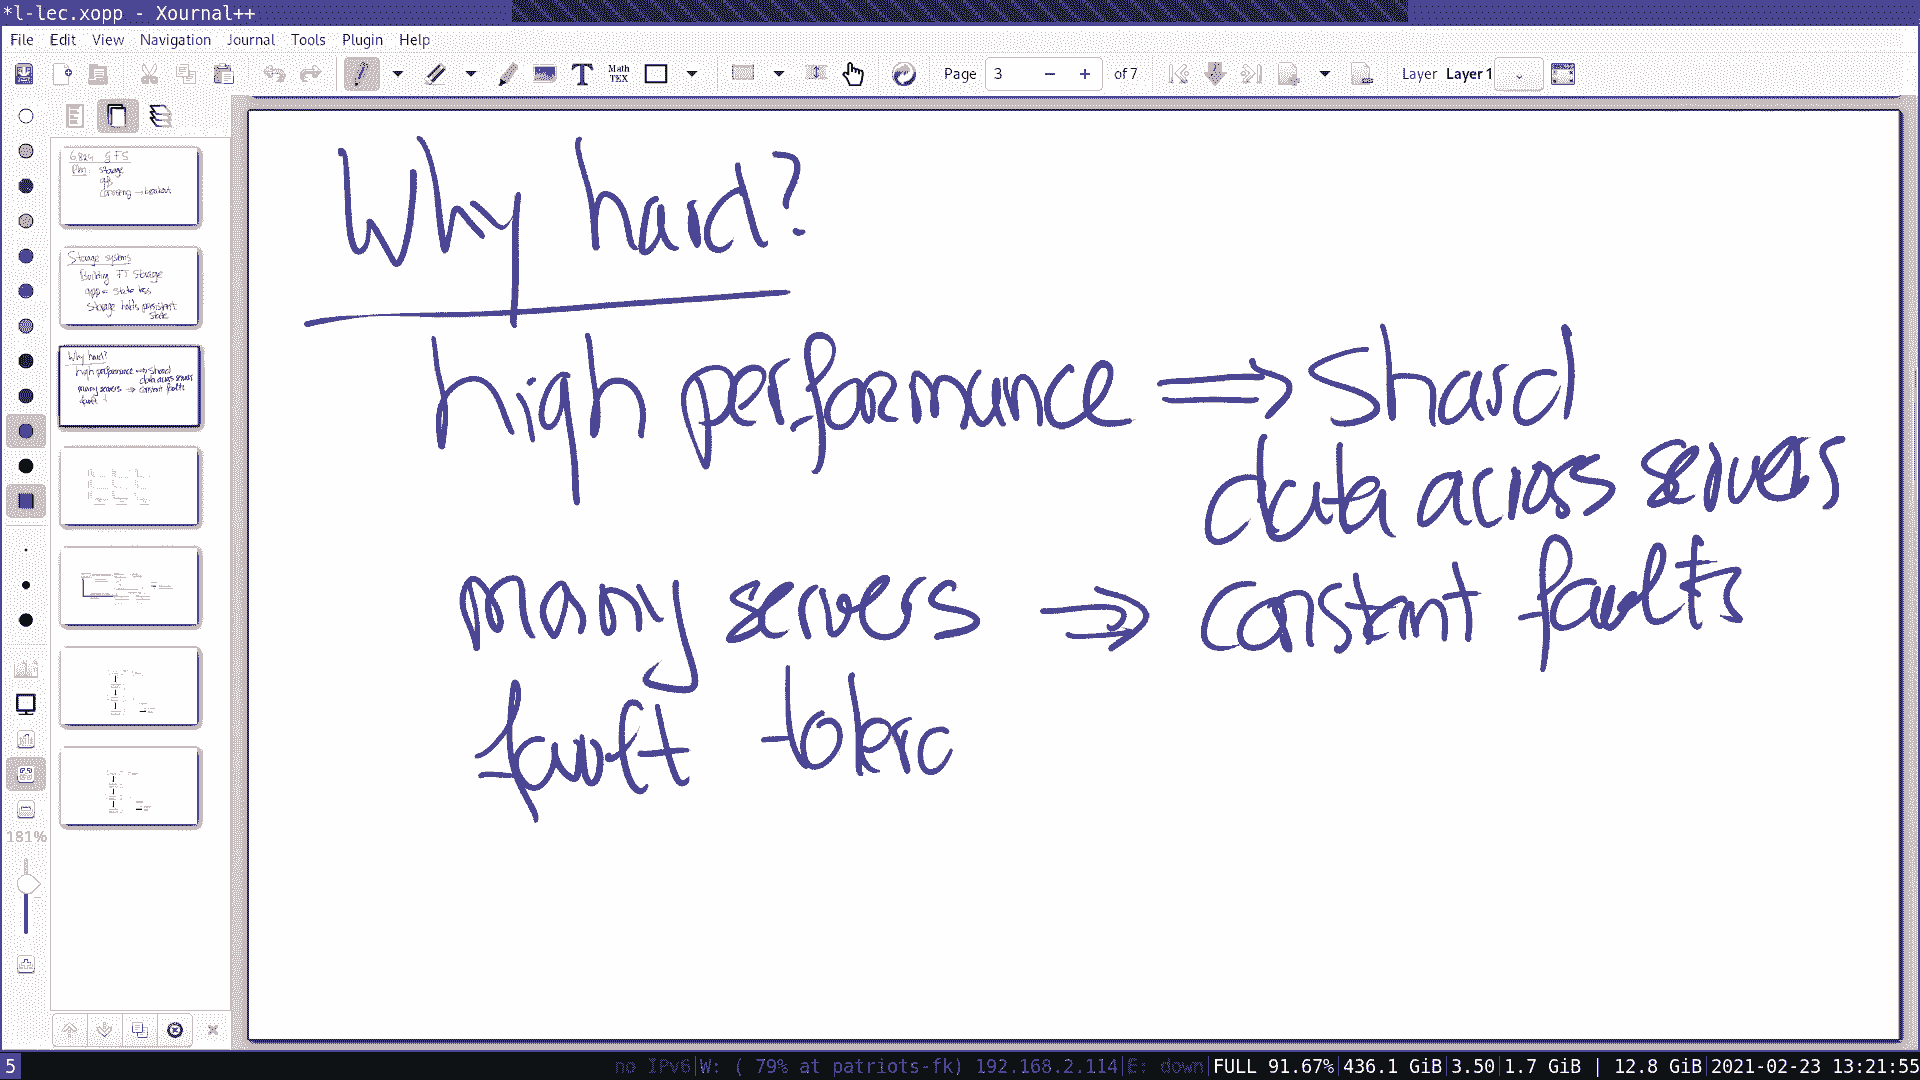 *l-lec.xopp - Xournal++
File Edit View Navigation Journal Tools Plugin Help
Math
TEX
T
Page 3 − + of 7 Layer Layer 1
6.824 GFS
Plan: storage
GFS
Storage systems
Building FT storage
app = stateless
storage holds persistent
state
Why hard?
high performance => shard
data across servers
many servers => constant faults
fault t
Why hard?
high performance => shard
data across servers
many servers => constant faults
fault tolerc
181%
5 no IPv6|W: ( 79% at patriots-fk) 192.168.2.114|E: down|FULL 91.67%|436.1 GiB|3.50|1.7 GiB | 12.8 GiB|2021-02-23 13:21:55